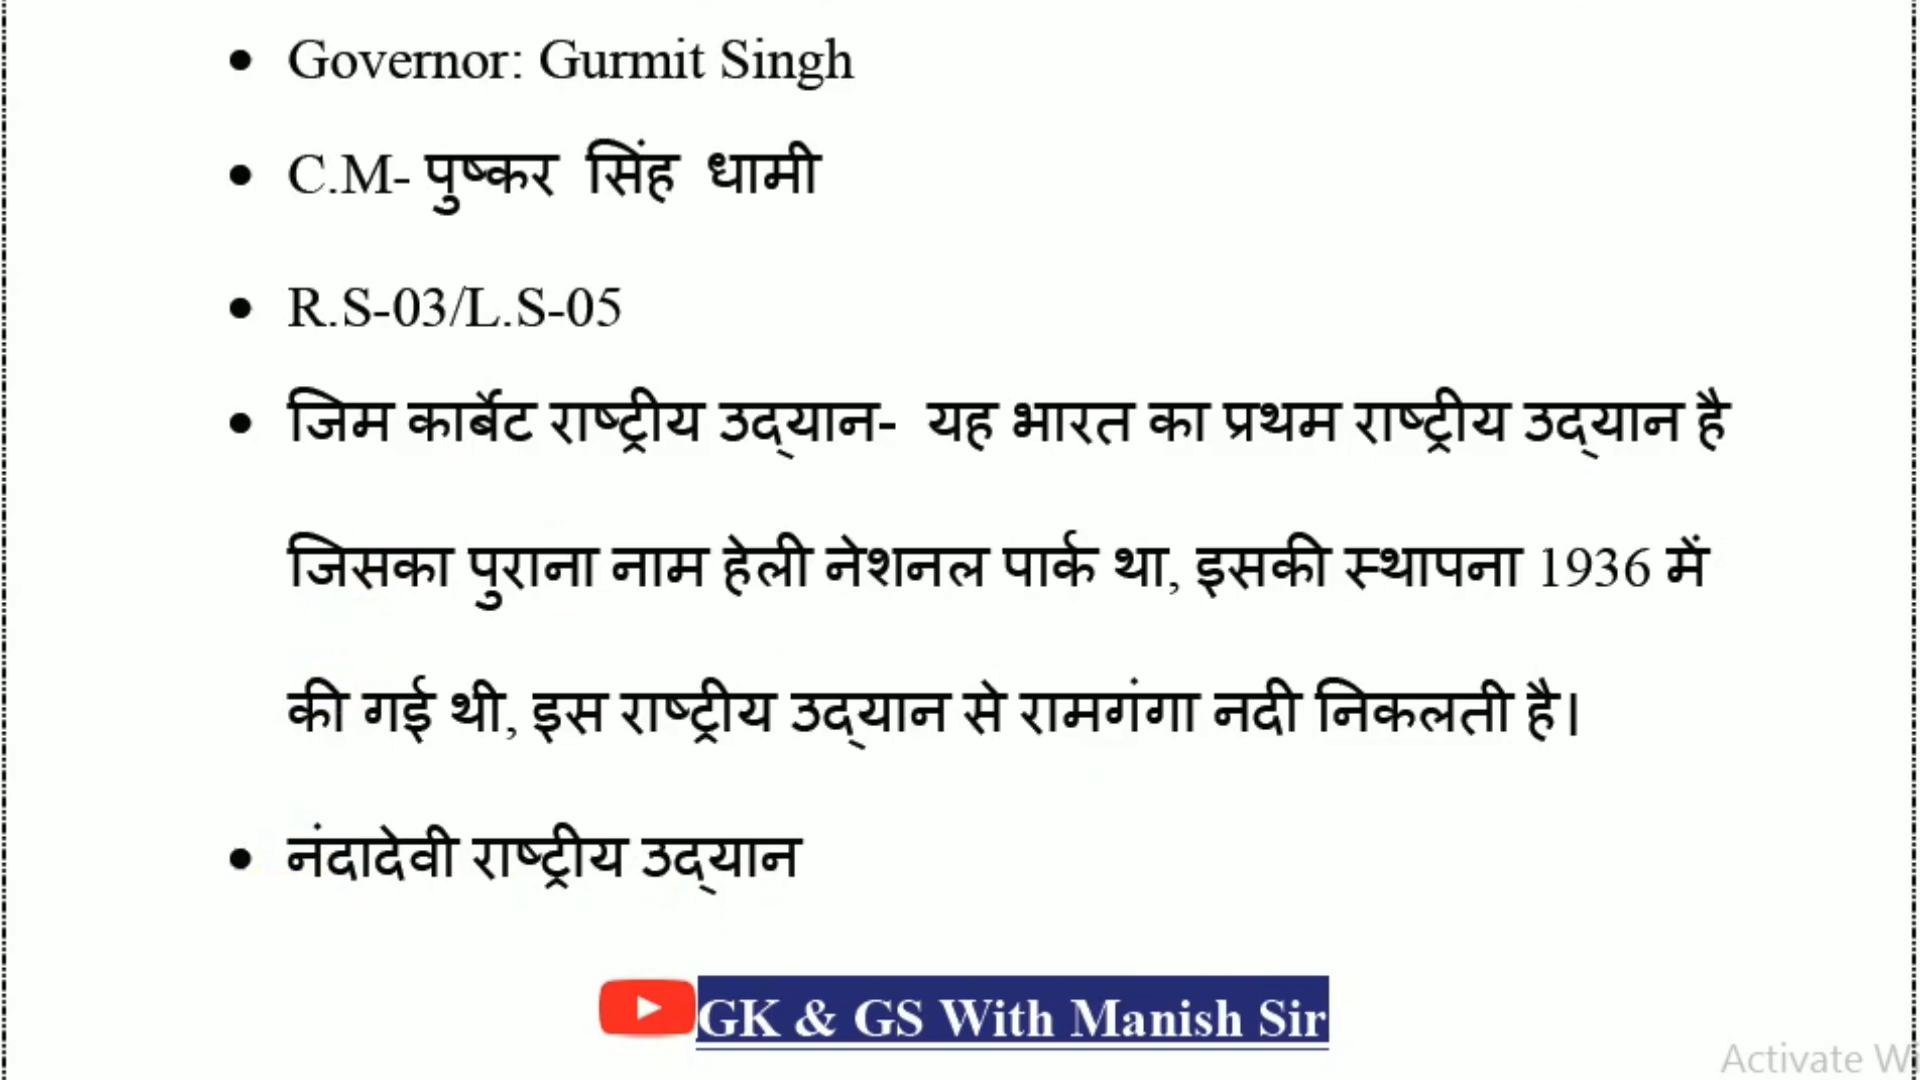 Governor: Gurmit Singh
C.M- पुष्कर सिंह धामी
R.S-03/L.S-05
जिम कार्बेट राष्ट्रीय उद्यान- यह भारत का प्रथम राष्ट्रीय उद्यान है
जिसका पुराना नाम हेली नेशनल पार्क था, इसकी स्थापना 1936 में
की गई थी, इस राष्ट्रीय उद्यान से रामगंगा नदी निकलती है।
नंदादेवी राष्ट्रीय उद्यान
GK & GS With Manish Sir
Activate